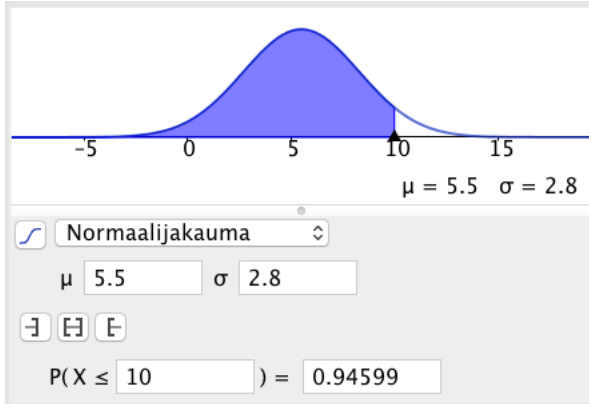 -5 0 5 10 15
μ = 5.5 σ = 2.8
Normaalijakauma
μ 5.5 σ 2.8
P( X ≤ 10 ) = 0.94599